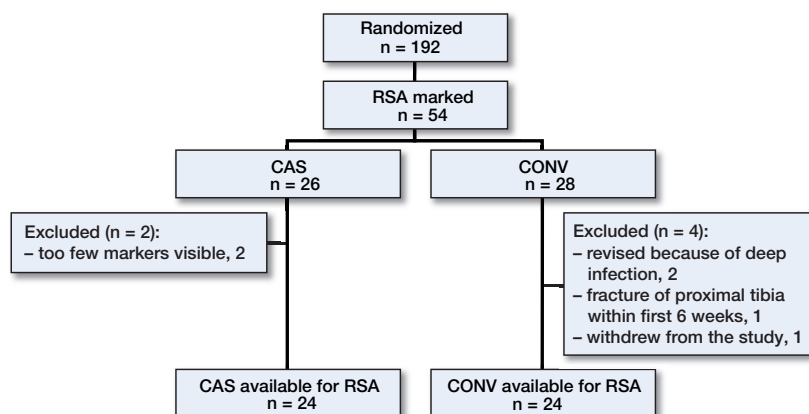 Randomized
n = 192
RSA marked
n = 54
CAS
n = 26
CONV
n = 28
Excluded (n = 2):
– too few markers visible, 2
Excluded (n = 4):
– revised because of deep
infection, 2
– fracture of proximal tibia
within first 6 weeks, 1
– withdrew from the study, 1
CAS available for RSA
n = 24
CONV available for RSA
n = 24